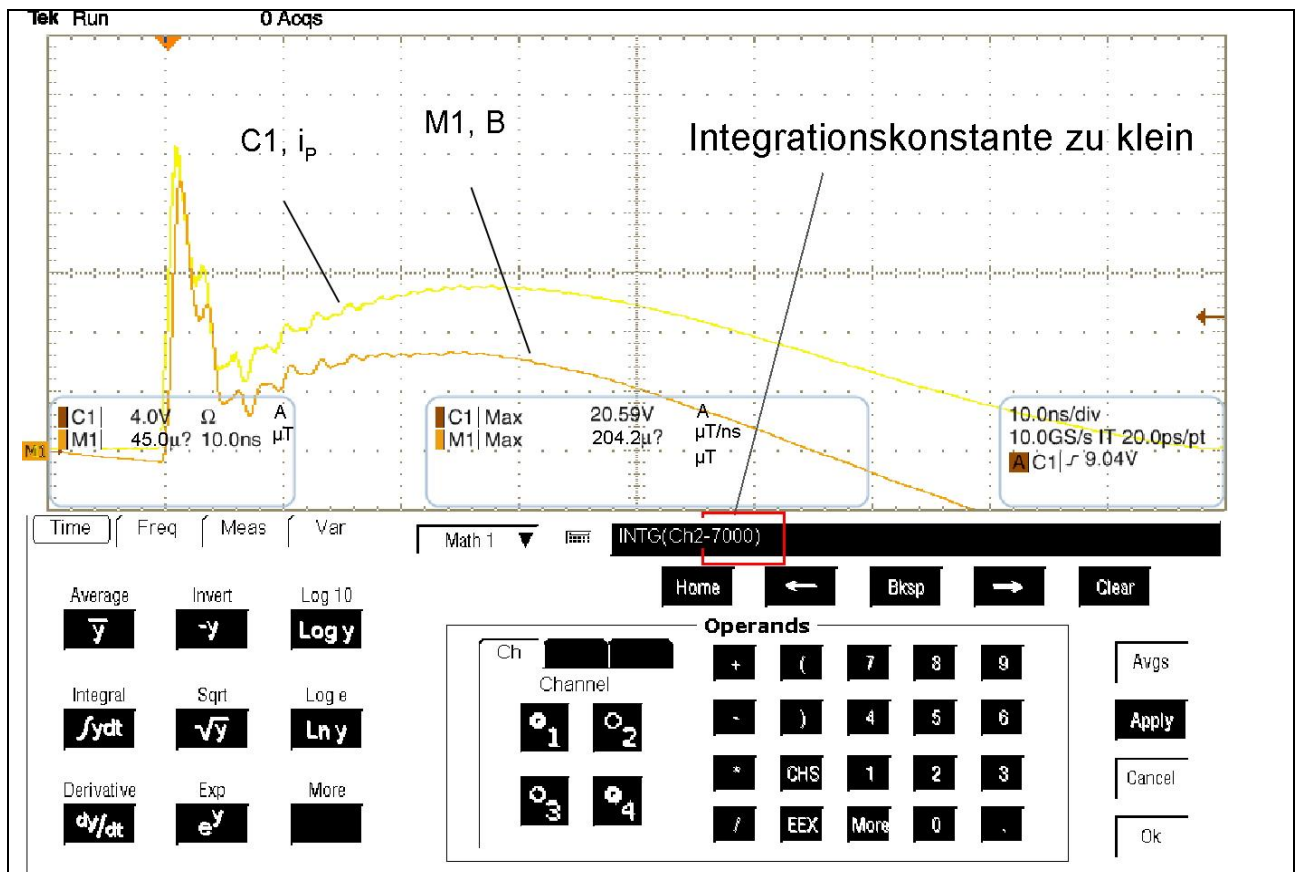 Tek Run 0 Acqs
C1, iP
M1, B
Integrationskonstante zu klein
M1
C1 4.0V Ω A
M1 45.0µ? 10.0ns µT
C1 Max 20.59V A
µT/ns
M1 Max 204.2µ? µT
10.0ns/div
10.0GS/s IT 20.0ps/pt
A C1 9.04V
Time Freq Meas Var
Math 1 INTG(Ch2-7000)
Home ← Bksp → Clear
Average Invert Log 10
y -y Log y
Integral Sqrt Log e
∫ydt √y Ln y
Derivative Exp More
dy/dt ey
Operands
Ch
Channel
1 2
3 4
+ ( 7 8 9
- ) 4 5 6
* CHS 1 2 3
/ EEX More 0 .
Avgs
Apply
Cancel
Ok